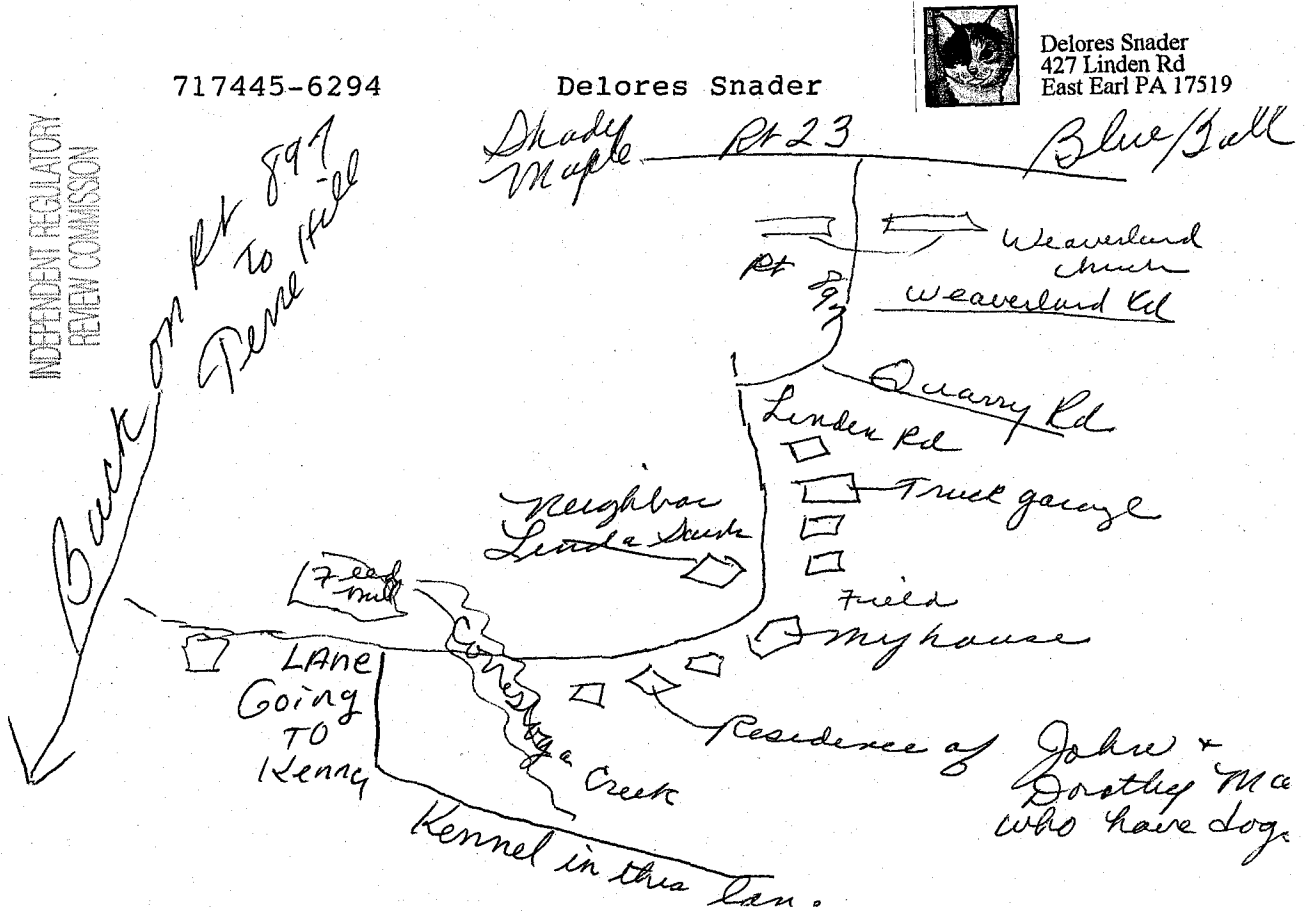 Delores Snader
427 Linden Rd
East Earl PA 17519
717445-6294
Delores Snader
INDEPENDENT REGULATORY
REVIEW COMMISSION
Shady
Maple
Rt 23
Blue Ball
Back on Rt 897
To
Terre Hill
Weaverland
church
Rt 897
Weaverland Rd
Quarry Rd
Linden Rd
Truck garage
Neighbor
Linda
Feed
mill
Field
My house
Conestoga Creek
LAne
Going
TO
Kenny
Residence of John +
Dorothy Ma
who have dogs
Kennel in this lan.